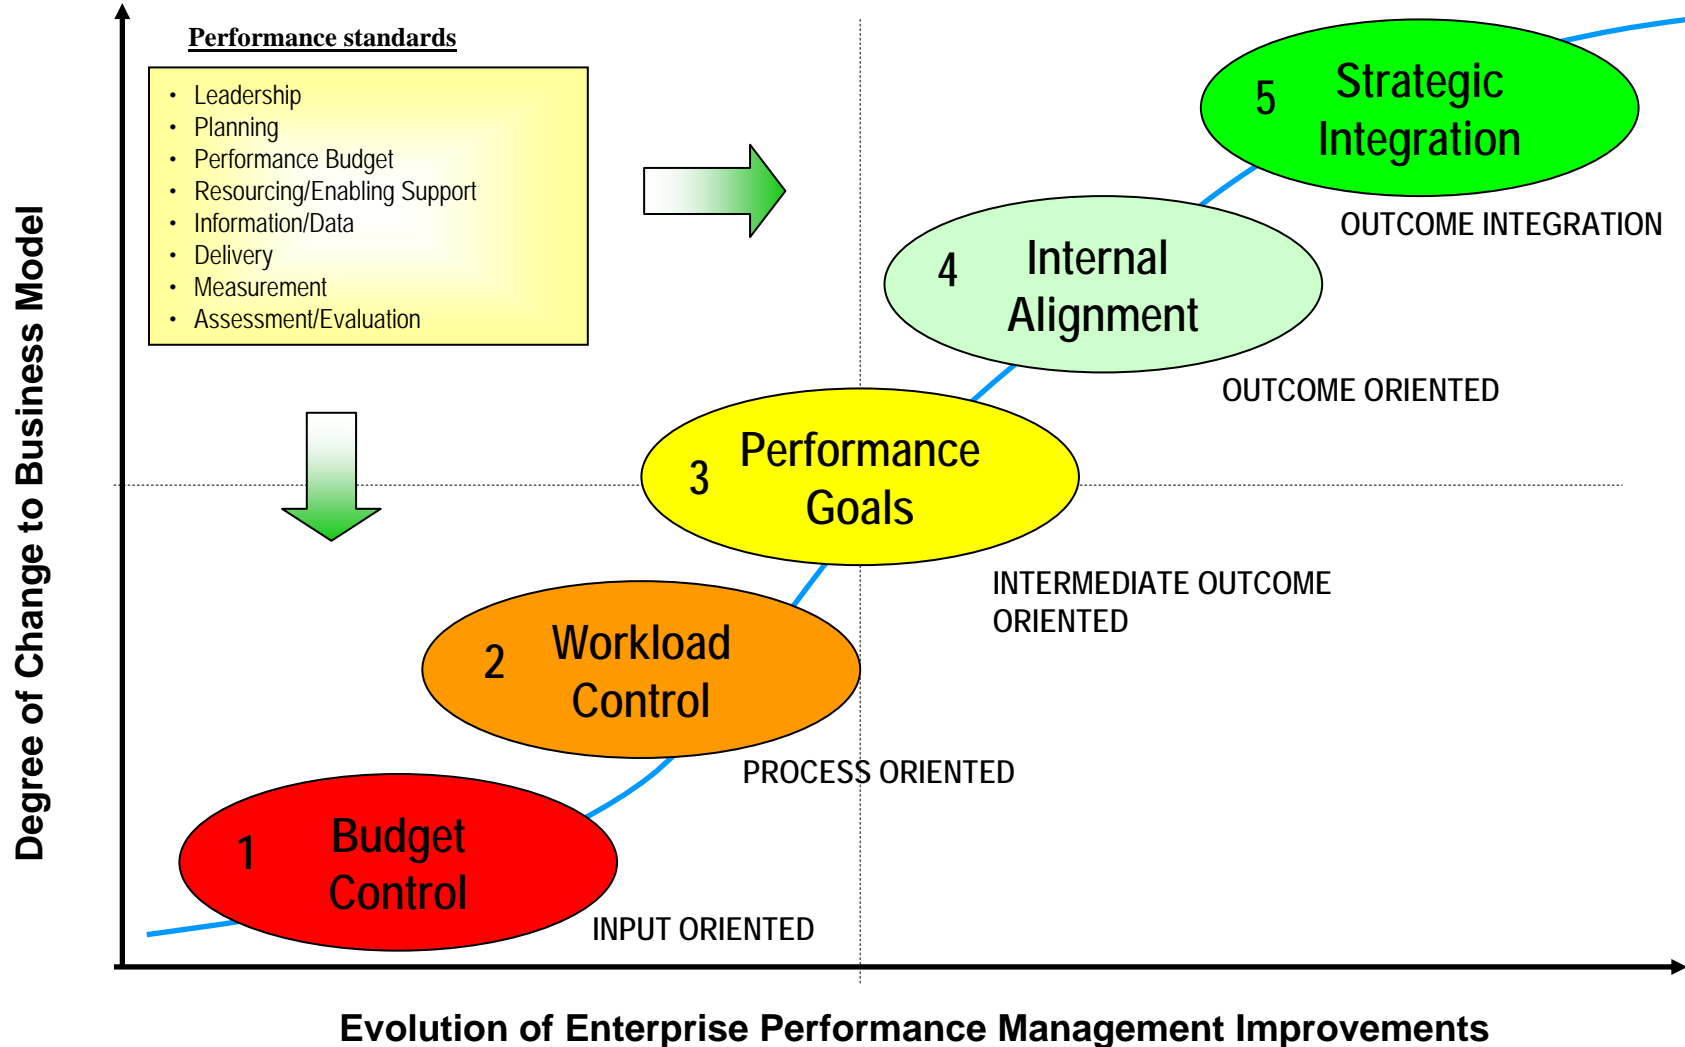 Performance standards
• Leadership
• Planning
• Performance Budget
• Resourcing/Enabling Support
• Information/Data
• Delivery
• Measurement
• Assessment/Evaluation
Degree of Change to Business Model
5
Strategic
Integration
OUTCOME INTEGRATION
4
Internal
Alignment
OUTCOME ORIENTED
3
Performance
Goals
INTERMEDIATE OUTCOME
ORIENTED
2
Workload
Control
PROCESS ORIENTED
1
Budget
Control
INPUT ORIENTED
Evolution of Enterprise Performance Management Improvements